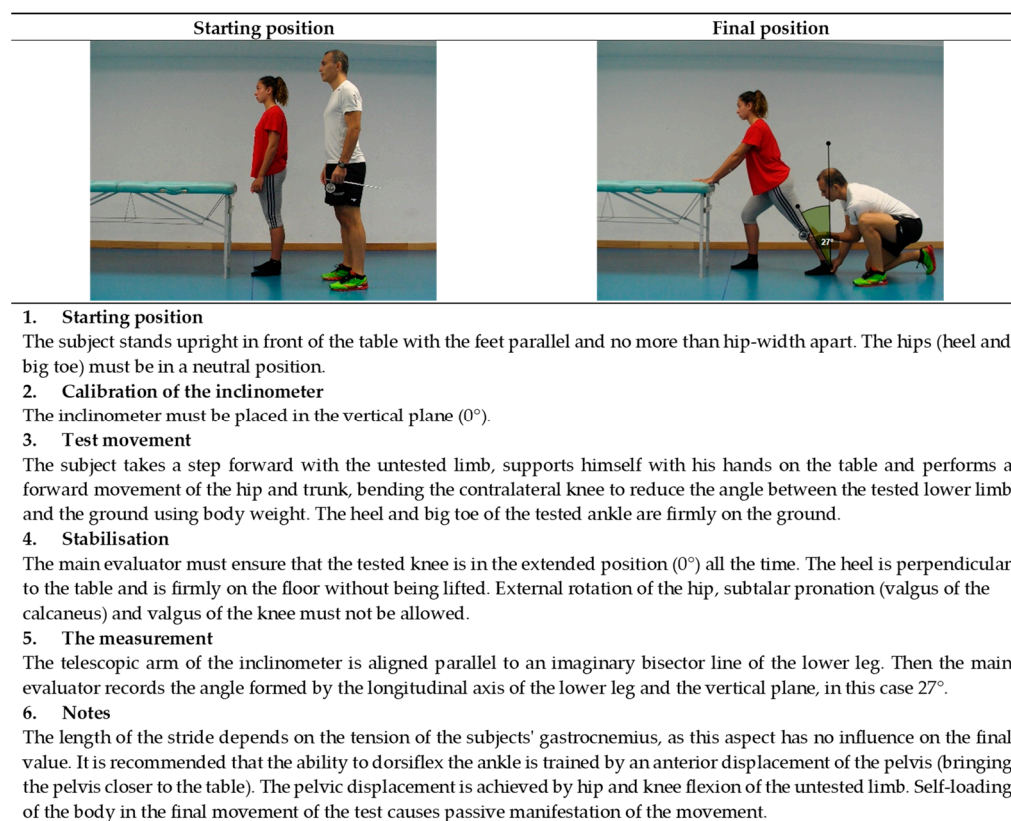 Starting position Final position
27°
1. Starting position
The subject stands upright in front of the table with the feet parallel and no more than hip-width apart. The hips (heel and
big toe) must be in a neutral position.
2. Calibration of the inclinometer
The inclinometer must be placed in the vertical plane (0°).
3. Test movement
The subject takes a step forward with the untested limb, supports himself with his hands on the table and performs a
forward movement of the hip and trunk, bending the contralateral knee to reduce the angle between the tested lower limb
and the ground using body weight. The heel and big toe of the tested ankle are firmly on the ground.
4. Stabilisation
The main evaluator must ensure that the tested knee is in the extended position (0°) all the time. The heel is perpendicular
to the table and is firmly on the floor without being lifted. External rotation of the hip, subtalar pronation (valgus of the
calcaneus) and valgus of the knee must not be allowed.
5. The measurement
The telescopic arm of the inclinometer is aligned parallel to an imaginary bisector line of the lower leg. Then the main
evaluator records the angle formed by the longitudinal axis of the lower leg and the vertical plane, in this case 27°.
6. Notes
The length of the stride depends on the tension of the subjects' gastrocnemius, as this aspect has no influence on the final
value. It is recommended that the ability to dorsiflex the ankle is trained by an anterior displacement of the pelvis (bringing
the pelvis closer to the table). The pelvic displacement is achieved by hip and knee flexion of the untested limb. Self-loading
of the body in the final movement of the test causes passive manifestation of the movement.